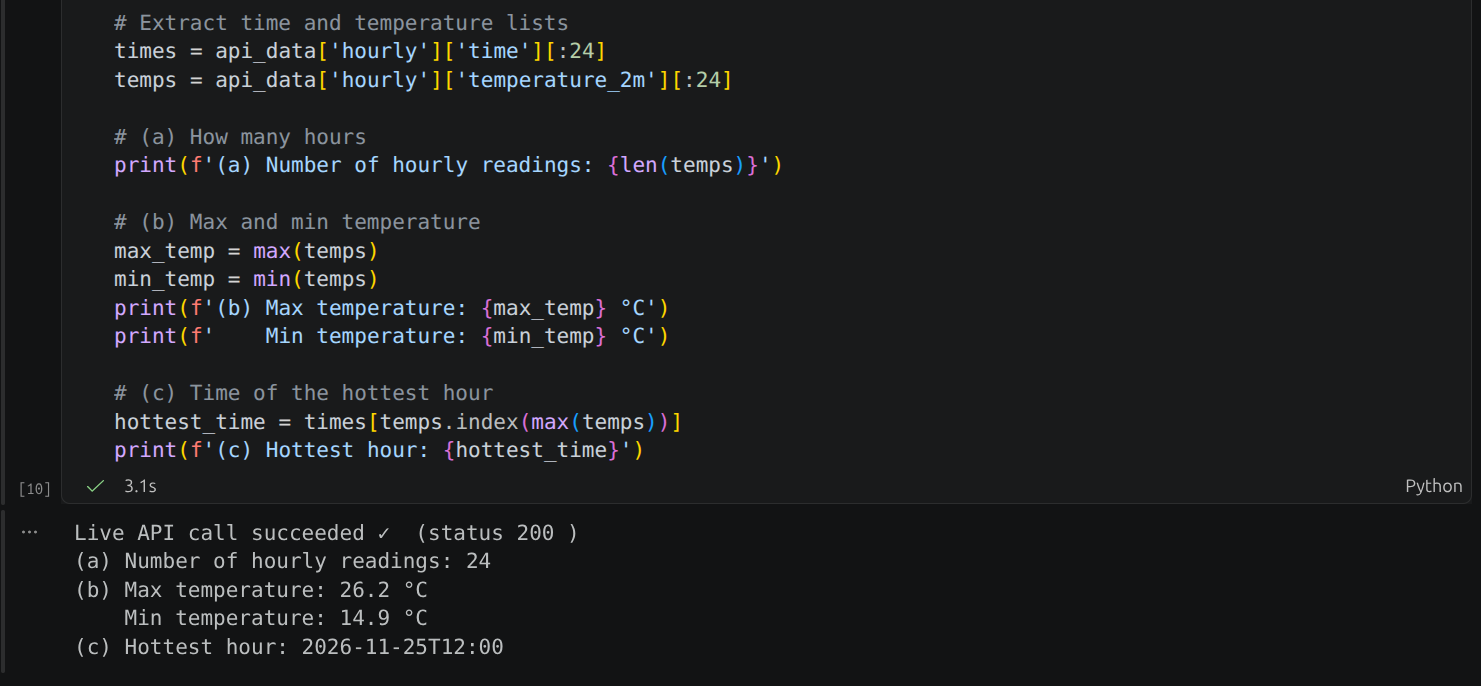 # Extract time and temperature lists
times = api_data['hourly']['time'][:24]
temps = api_data['hourly']['temperature_2m'][:24]
# (a) How many hours
print(f'(a) Number of hourly readings: {len(temps)}')
# (b) Max and min temperature
max_temp = max(temps)
min_temp = min(temps)
print(f'(b) Max temperature: {max_temp} °C')
print(f'    Min temperature: {min_temp} °C')
# (c) Time of the hottest hour
hottest_time = times[temps.index(max(temps))]
print(f'(c) Hottest hour: {hottest_time}')
[10] ✓ 3.1s Python
... Live API call succeeded ✓  (status 200 )
(a) Number of hourly readings: 24
(b) Max temperature: 26.2 °C
    Min temperature: 14.9 °C
(c) Hottest hour: 2026-11-25T12:00